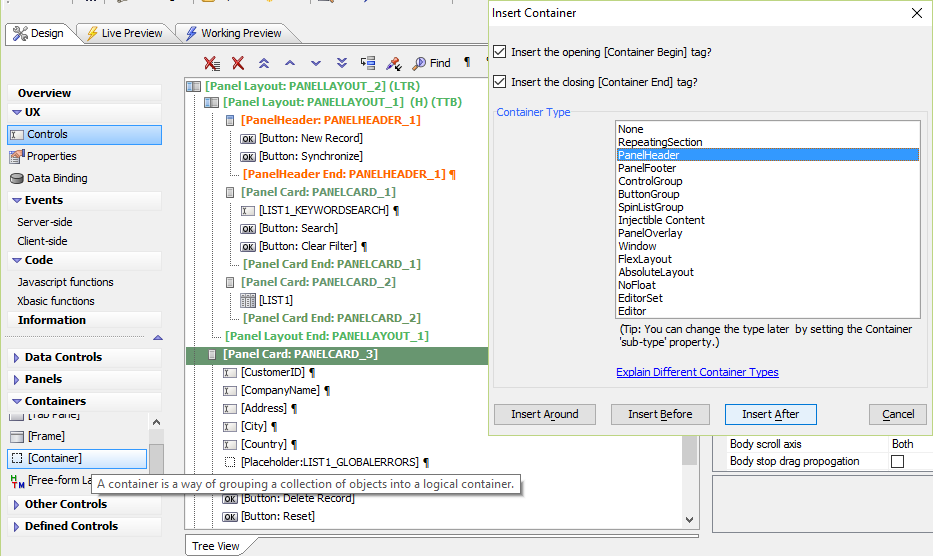 Design
Live Preview
Working Preview
Find
Overview
UX
Controls
Properties
Data Binding
Events
Server-side
Client-side
Code
Javascript functions
Xbasic functions
Information
Data Controls
Panels
Containers
[Tab Pane]
[Frame]
[Container]
[Free-form La
Other Controls
Defined Controls
[Panel Layout: PANELLAYOUT_2] (LTR)
[Panel Layout: PANELLAYOUT_1] (H) (TTB)
[PanelHeader: PANELHEADER_1]
[Button: New Record]
[Button: Synchronize]
[PanelHeader End: PANELHEADER_1] ¶
[Panel Card: PANELCARD_1]
[LIST1_KEYWORDSEARCH] ¶
[Button: Search]
[Button: Clear Filter] ¶
[Panel Card End: PANELCARD_1]
[Panel Card: PANELCARD_2]
[LIST1]
[Panel Card End: PANELCARD_2]
[Panel Layout End: PANELLAYOUT_1]
[Panel Card: PANELCARD_3]
[CustomerID] ¶
[CompanyName] ¶
[Address] ¶
[City] ¶
[Country] ¶
[Placeholder:LIST1_GLOBALERRORS] ¶
A container is a way of grouping a collection of objects into a logical container.
[Button: Delete Record]
[Button: Reset]
Tree View
Insert Container
Insert the opening [Container Begin] tag?
Insert the closing [Container End] tag?
Container Type
None
RepeatingSection
PanelHeader
PanelFooter
ControlGroup
ButtonGroup
SpinListGroup
Injectible Content
PanelOverlay
Window
FlexLayout
AbsoluteLayout
NoFloat
EditorSet
Editor
(Tip: You can change the type later by setting the Container
'sub-type' property.)
Explain Different Container Types
Insert Around
Insert Before
Insert After
Cancel
Body scroll axis Both
Body stop drag propogation